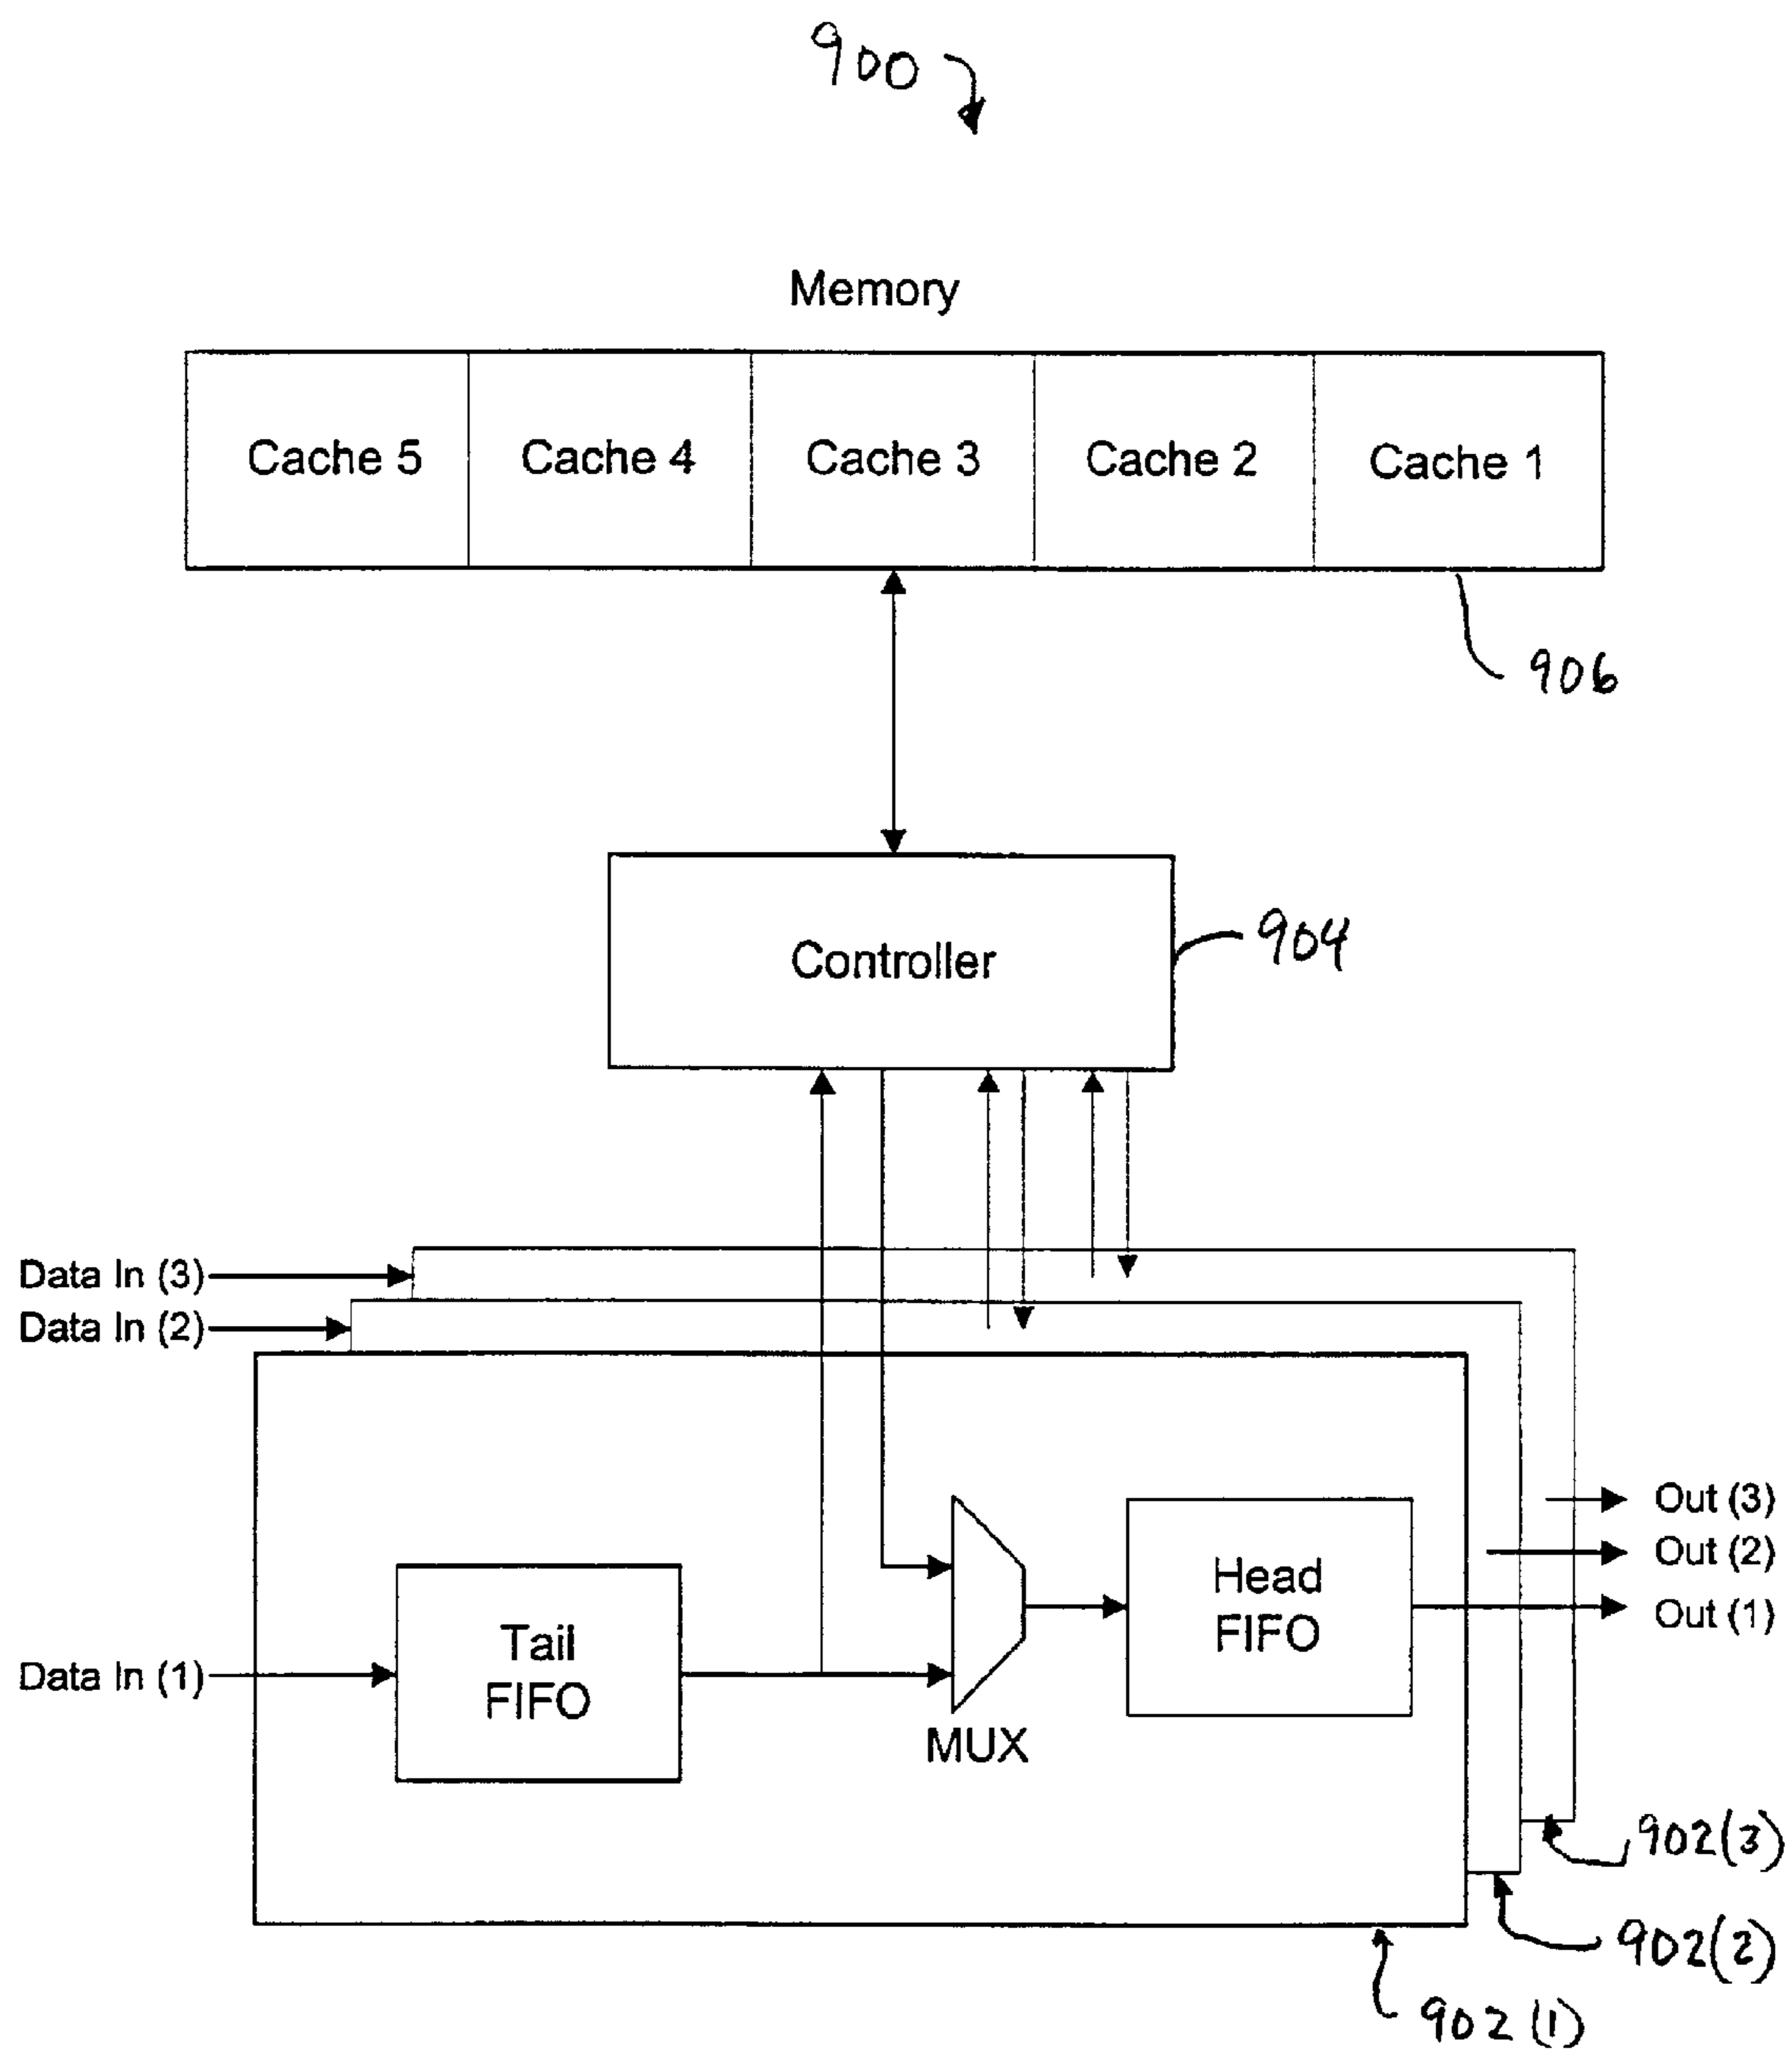 900
Memory
Cache 5 Cache 4 Cache 3 Cache 2 Cache 1
906
Controller
904
Data In (3)
Data In (2)
Out (3)
Out (2)
Out (1)
Head
FIFO
Tail
FIFO
Data In (1)
MUX
902(3)
902(2)
902(1)